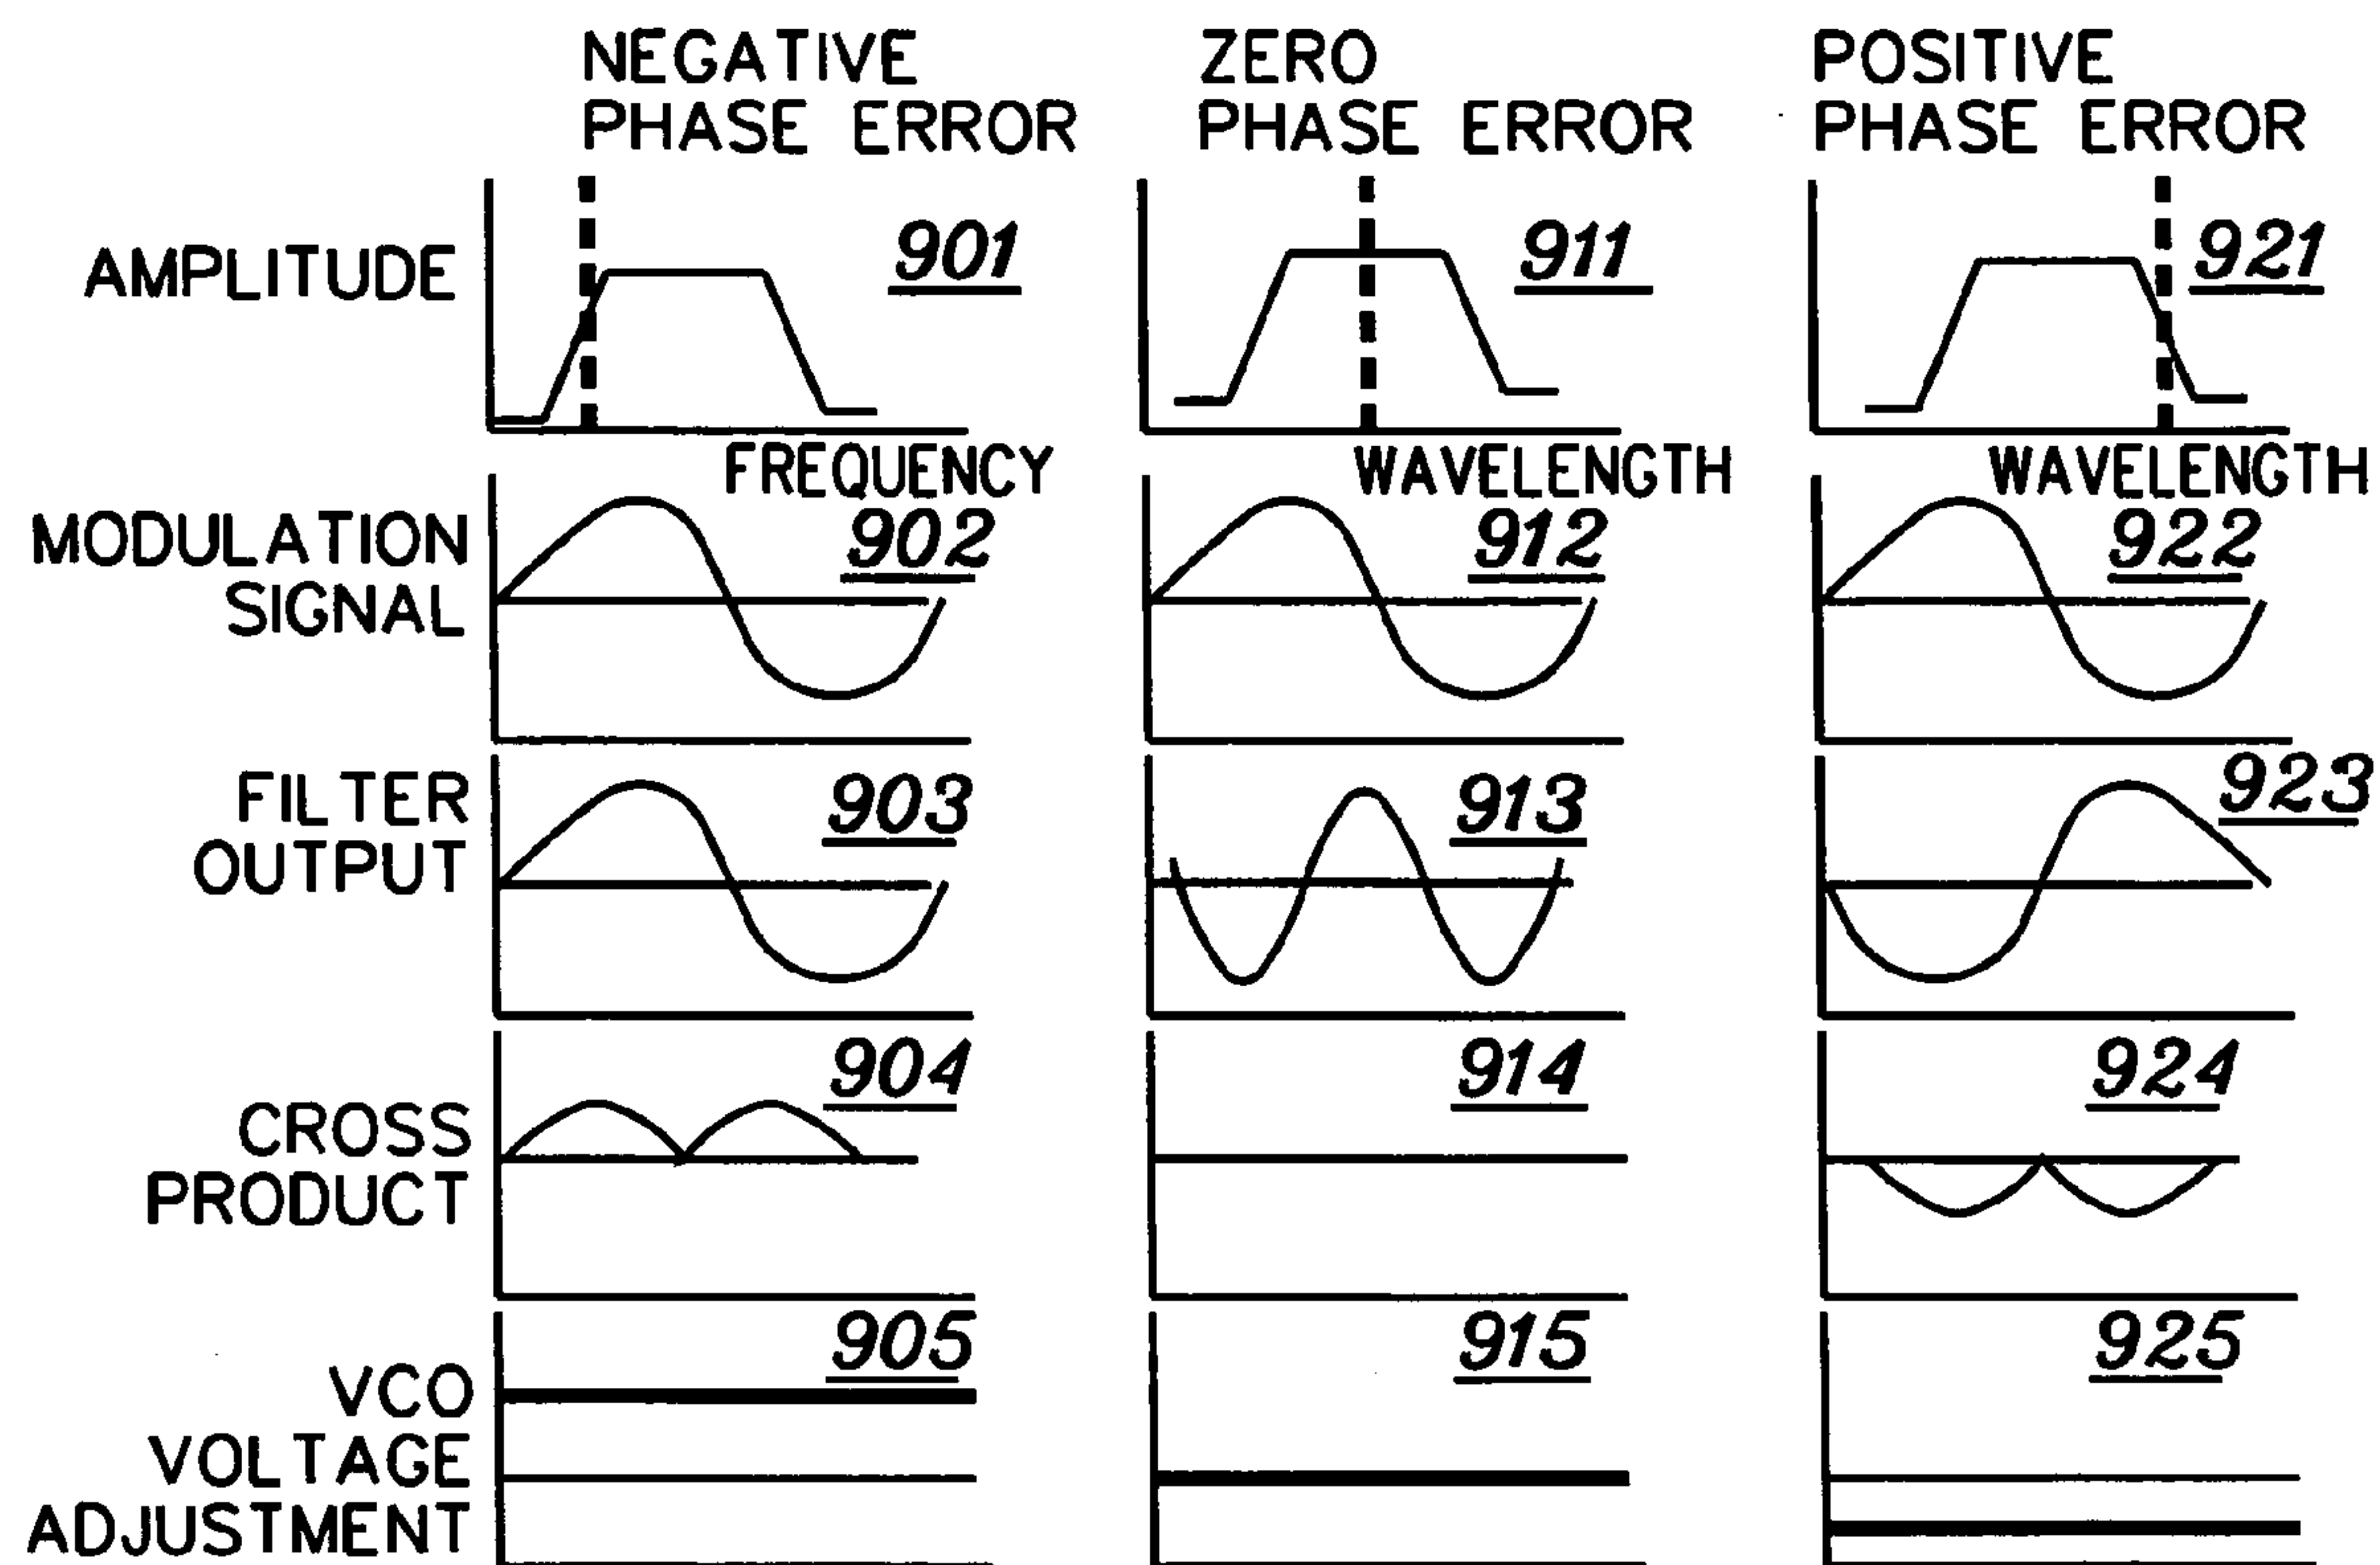 NEGATIVE
PHASE ERROR
ZERO
PHASE ERROR
POSITIVE
PHASE ERROR
AMPLITUDE
901
911
921
FREQUENCY
WAVELENGTH
WAVELENGTH
MODULATION
SIGNAL
902
912
922
FILTER
OUTPUT
903
913
923
CROSS
PRODUCT
904
914
924
VCO
VOLTAGE
ADJUSTMENT
905
915
925